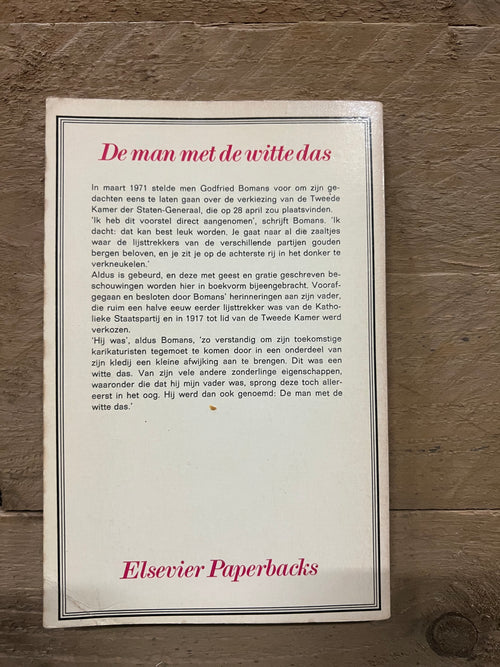 De man met de witte das
In maart 1971 stelde men Godfried Bomans voor om zijn ge-
dachten eens te laten gaan over de verkiezing van de Tweede
Kamer der Staten-Generaal, die op 28 april zou plaatsvinden.
'Ik heb dit voorstel direct aangenomen', schrijft Bomans. 'Ik
dacht: dat kan best leuk worden. Je gaat naar al die zaaltjes
waar de lijsttrekkers van de verschillende partijen gouden
bergen beloven, en je zit je op de achterste rij in het donker te
verkneukelen.'
Aldus is gebeurd, en deze met geest en gratie geschreven be-
schouwingen worden hier in boekvorm bijeengebracht. Vooraf-
gegaan en besloten door Bomans' herinneringen aan zijn vader,
die ruim een halve eeuw eerder lijsttrekker was van de Katho-
lieke Staatspartij en in 1917 tot lid van de Tweede Kamer werd
verkozen.
'Hij was', aldus Bomans, 'zo verstandig om zijn toekomstige
karikaturisten tegemoet te komen door in een onderdeel van
zijn kledij een kleine afwijking aan te brengen. Dit was een
witte das. Van zijn vele andere zonderlinge eigenschappen,
waaronder die dat hij mijn vader was, sprong deze toch aller-
eerst in het oog. Hij werd dan ook genoemd: De man met de
witte das.'
Elsevier Paperbacks